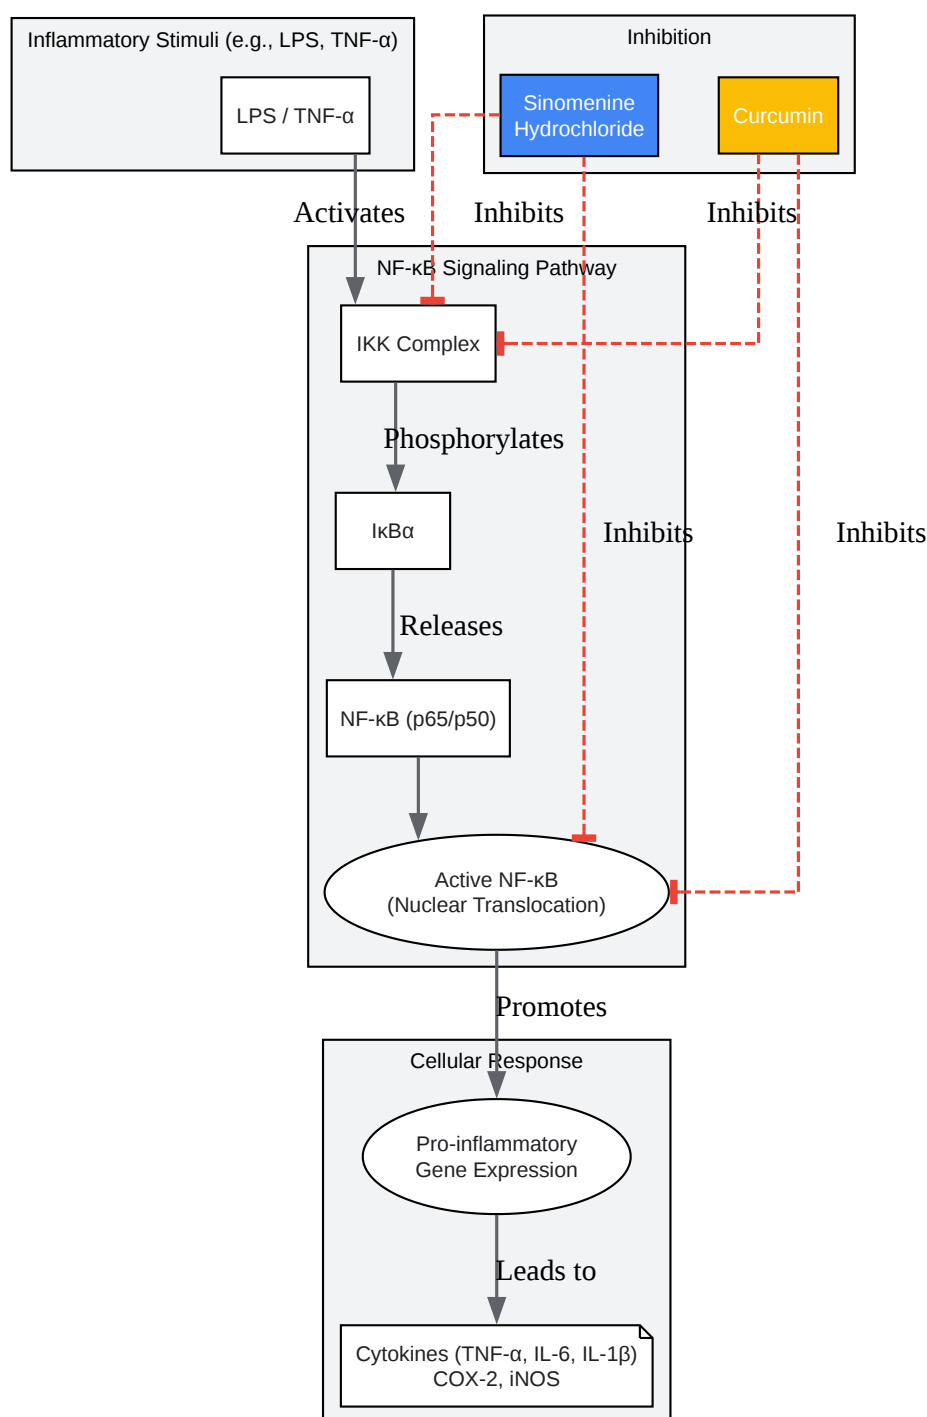 Inflammatory Stimuli (e.g., LPS, TNF-α)
Inhibition
LPS / TNF-α
Sinomenine
Hydrochloride
Curcumin
Activates
Inhibits
Inhibits
NF-κB Signaling Pathway
IKK Complex
Phosphorylates
IκBα
Inhibits
Inhibits
Releases
NF-κB (p65/p50)
Active NF-κB
(Nuclear Translocation)
Promotes
Cellular Response
Pro-inflammatory
Gene Expression
Leads to
Cytokines (TNF-α, IL-6, IL-1β)
COX-2, iNOS